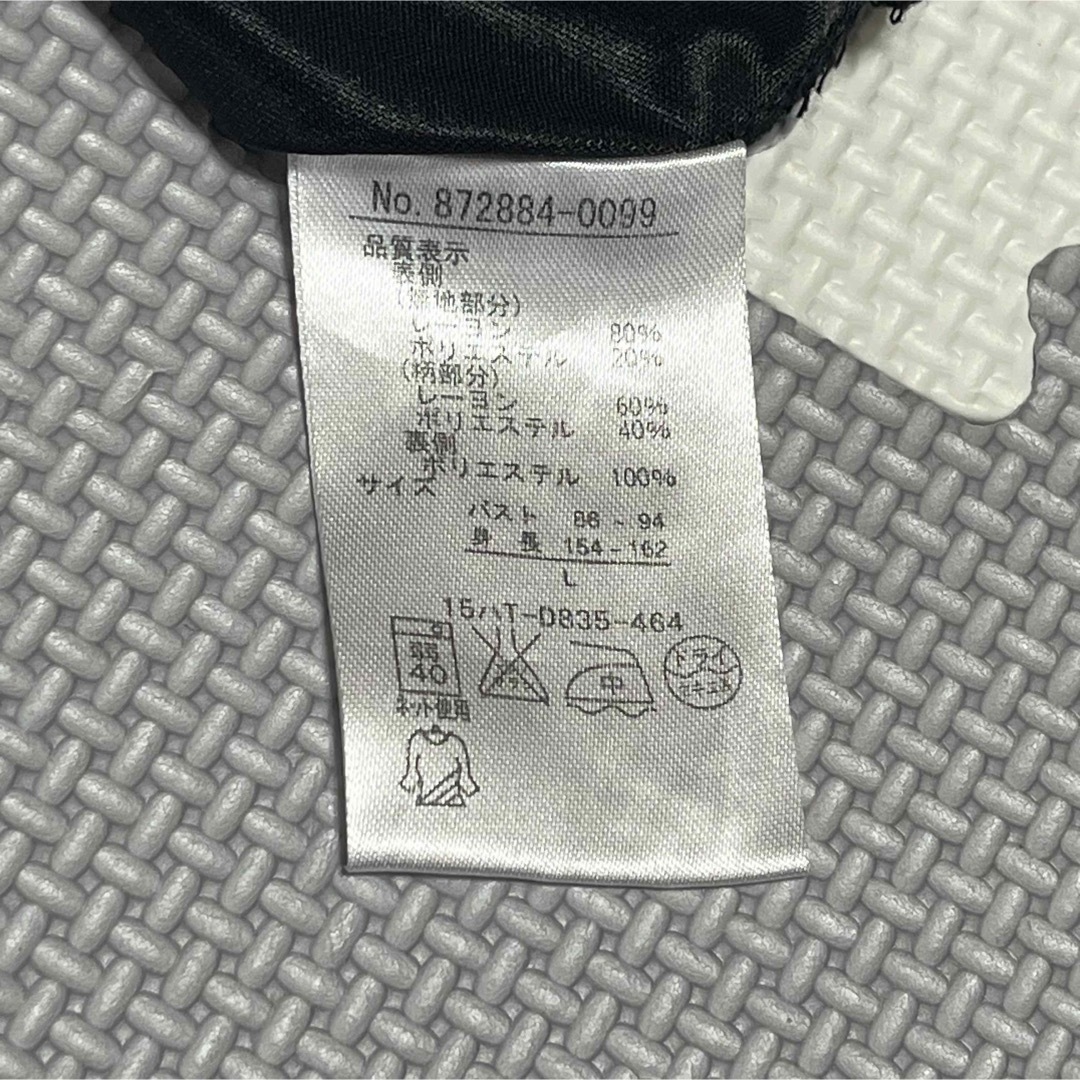 No. 872884-0099
品質表示
表側
(無地部分)
レーヨン 80%
ポリエステル 20%
(柄部分)
レーヨン 60%
ポリエステル 40%
裏側
ポリエステル 100%
サイズ
バスト 86 - 94
身 長 154 - 162
L
15ハT-D835-464
弱
40
中
ドライ
ネット使用